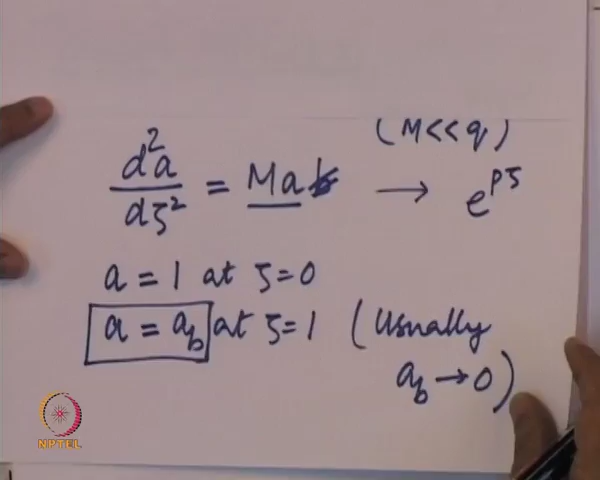 (M<<q)
d²a/dζ² = Ma → e^pζ
a = 1 at ζ=0
a = a_b at ζ=1 (Usually
a_b → 0)
NPTEL